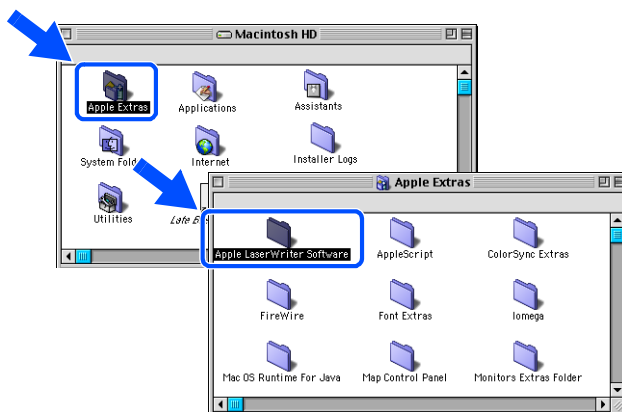 Macintosh HD
Apple Extras
Applications
Assistants
System Fold
Internet
Installer Logs
Utilities
Late B
Apple Extras
Apple LaserWriter Software
AppleScript
ColorSync Extras
FireWire
Font Extras
Iomega
Mac OS Runtime For Java
Map Control Panel
Monitors Extras Folder